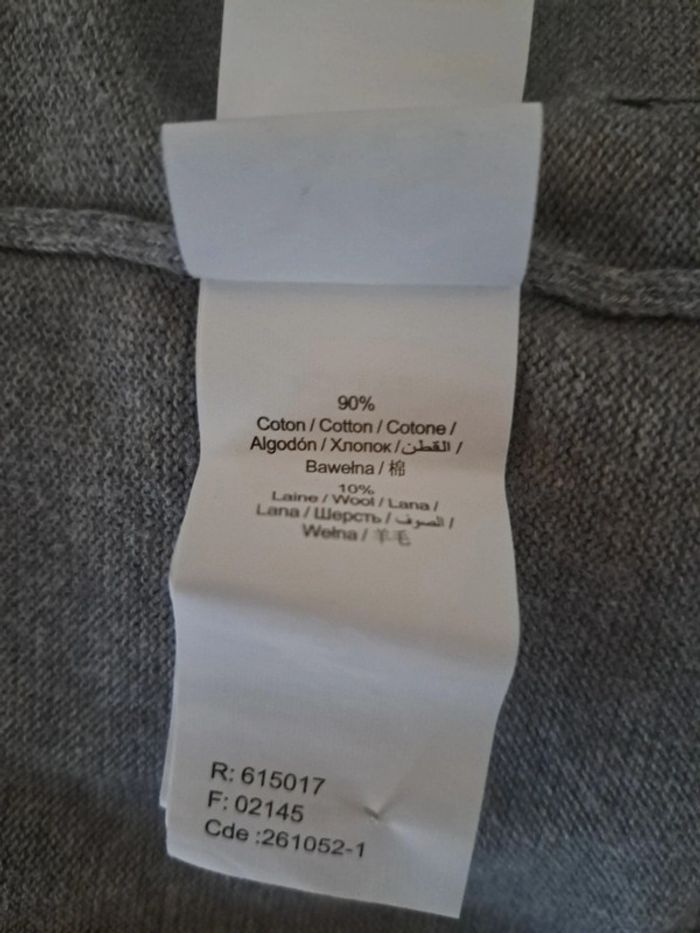 90%
Coton / Cotton / Cotone /
Algodón / Хлопок / القطن /
Bawełna / 棉
10%
Laine / Wool / Lana /
Lana / Шерсть / الصوف /
Wełna / 羊毛
R: 615017
F: 02145
Cde :261052-1